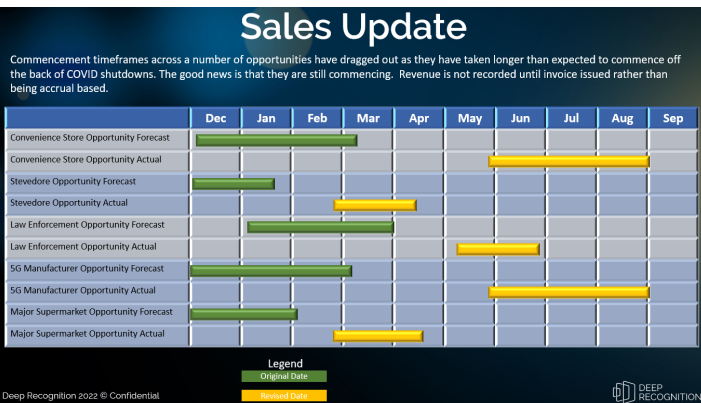 Sales Update
Commencement timeframes across a number of opportunities have dragged out as they have taken longer than expected to commence off
the back of COVID shutdowns. The good news is that they are still commencing. Revenue is not recorded until invoice issued rather than
being accrual based.
Dec Jan Feb Mar Apr May Jun Jul Aug Sep
Convenience Store Opportunity Forecast
Convenience Store Opportunity Actual
Stevedore Opportunity Forecast
Stevedore Opportunity Actual
Law Enforcement Opportunity Forecast
Law Enforcement Opportunity Actual
5G Manufacturer Opportunity Forecast
5G Manufacturer Opportunity Actual
Major Supermarket Opportunity Forecast
Major Supermarket Opportunity Actual
Legend
Original Date
Revised Date
Deep Recognition 2022 © Confidential
DEEP
RECOGNITION